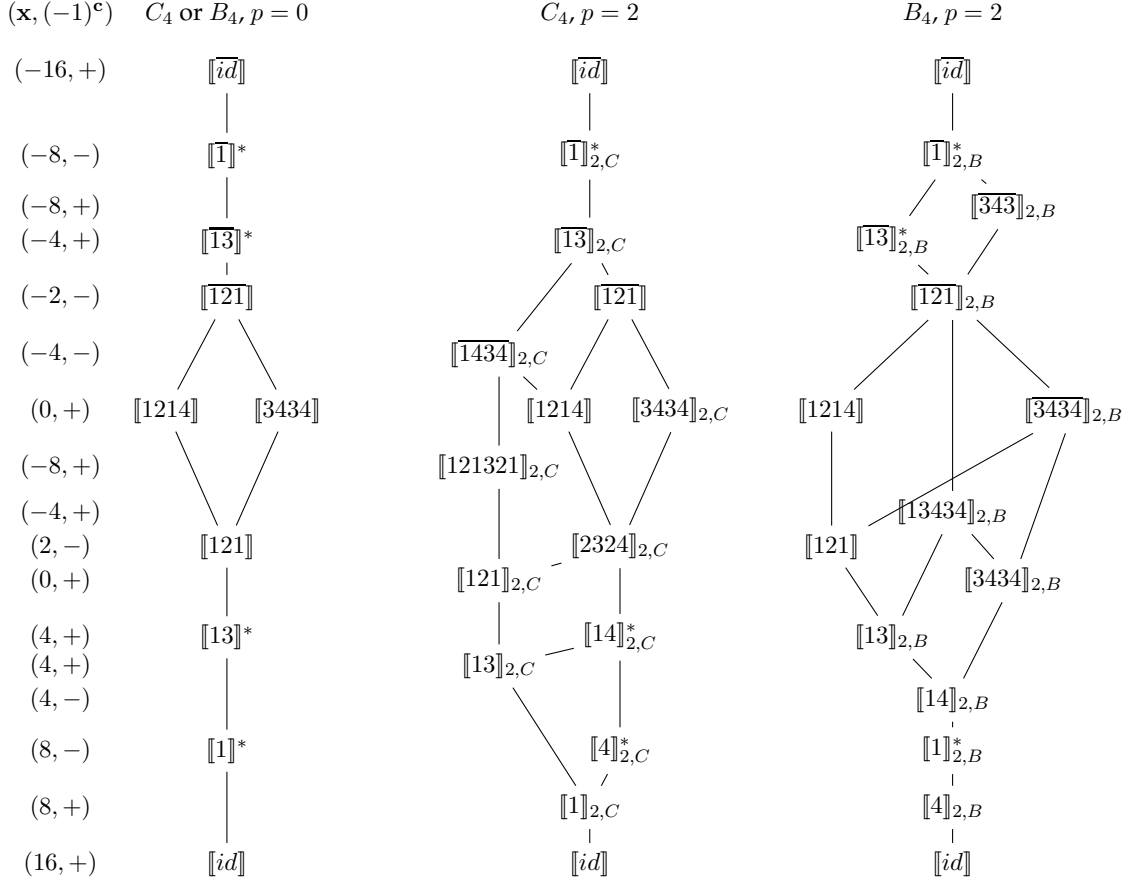 (x, (−1)^c) C₄ or B₄, p = 0 C₄, p = 2 B₄, p = 2
(−16, +) ⟦\overline{id}⟧ ⟦\overline{id}⟧ ⟦\overline{id}⟧
(−8, −) ⟦\overline{1}⟧* ⟦\overline{1}⟧*_{2,C} ⟦\overline{1}⟧*_{2,B}
(−8, +) ⟦\overline{343}⟧_{2,B}
(−4, +) ⟦\overline{13}⟧* ⟦\overline{13}⟧_{2,C} ⟦\overline{13}⟧*_{2,B}
(−2, −) ⟦\overline{121}⟧ ⟦\overline{121}⟧ ⟦\overline{121}⟧_{2,B}
(−4, −) ⟦\overline{1434}⟧_{2,C}
(0, +) ⟦1214⟧ ⟦3434⟧ ⟦1214⟧ ⟦3434⟧_{2,C} ⟦1214⟧ ⟦\overline{3434}⟧_{2,B}
(−8, +) ⟦121321⟧_{2,C}
(−4, +) ⟦13434⟧_{2,B}
(2, −) ⟦121⟧ ⟦2324⟧_{2,C} ⟦121⟧
(0, +) ⟦121⟧_{2,C} ⟦3434⟧_{2,B}
(4, +) ⟦13⟧* ⟦14⟧*_{2,C} ⟦13⟧_{2,B}
(4, +) ⟦13⟧_{2,C}
(4, −) ⟦14⟧_{2,B}
(8, −) ⟦1⟧* ⟦4⟧*_{2,C} ⟦1⟧*_{2,B}
(8, +) ⟦1⟧_{2,C} ⟦4⟧_{2,B}
(16, +) ⟦id⟧ ⟦id⟧ ⟦id⟧